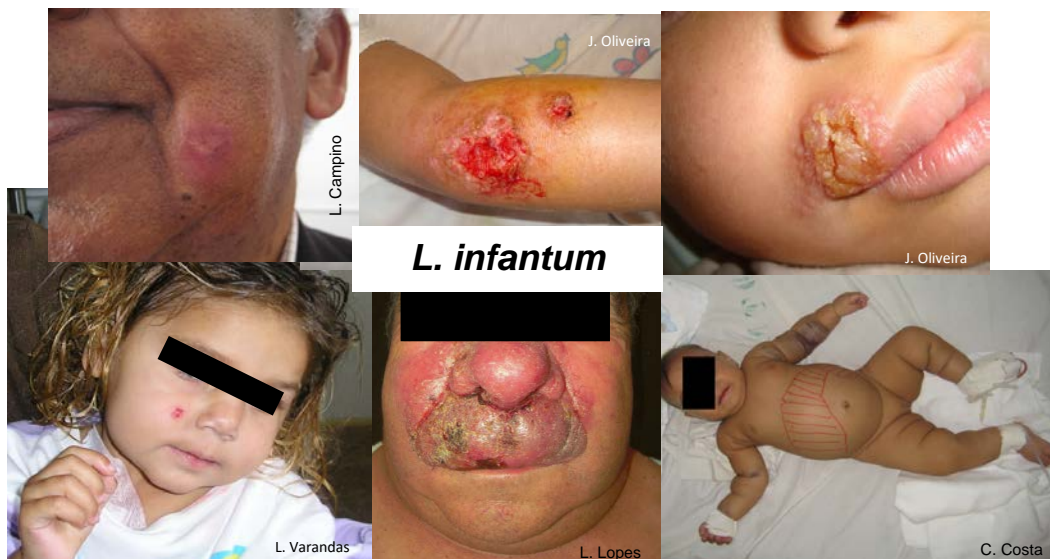 L. Campino
J. Oliveira
J. Oliveira
L. infantum
L. Varandas
L. Lopes
C. Costa